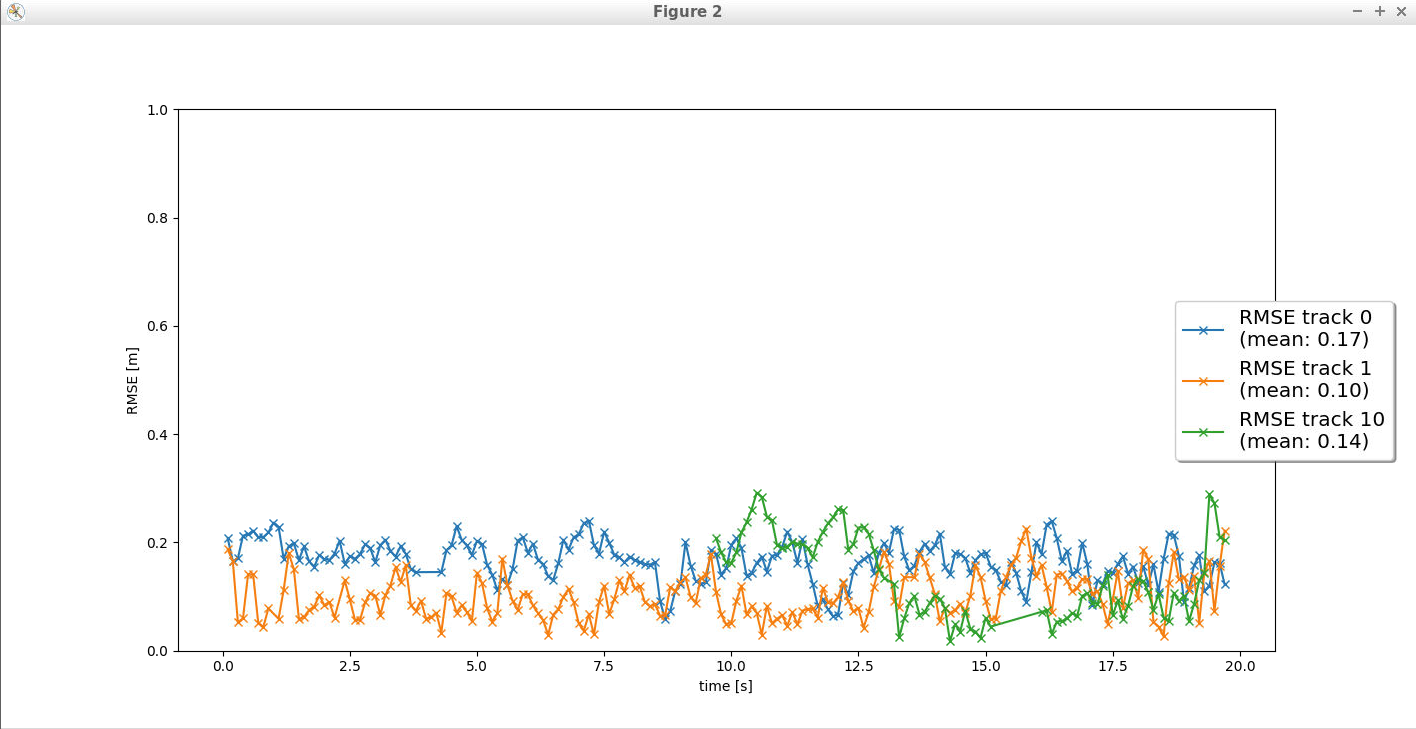 Figure 2
1.0
0.8
0.6
0.4
0.2
0.0
RMSE [m]
0.0 2.5 5.0 7.5 10.0 12.5 15.0 17.5 20.0
time [s]
RMSE track 0
(mean: 0.17)
RMSE track 1
(mean: 0.10)
RMSE track 10
(mean: 0.14)